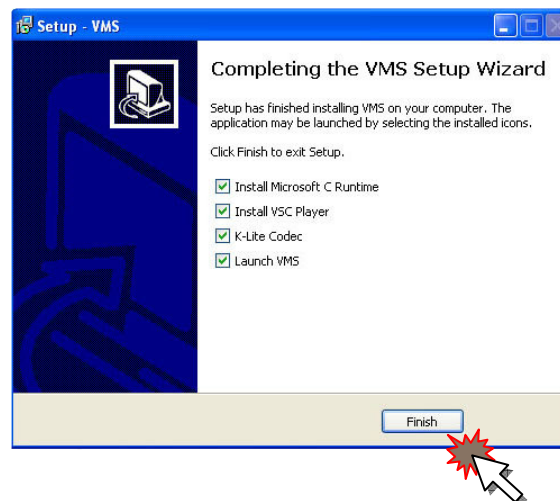 Setup - VMS
Completing the VMS Setup Wizard
Setup has finished installing VMS on your computer. The
application may be launched by selecting the installed icons.
Click Finish to exit Setup.
Install Microsoft C Runtime
Install VSC Player
K-Lite Codec
Launch VMS
Finish